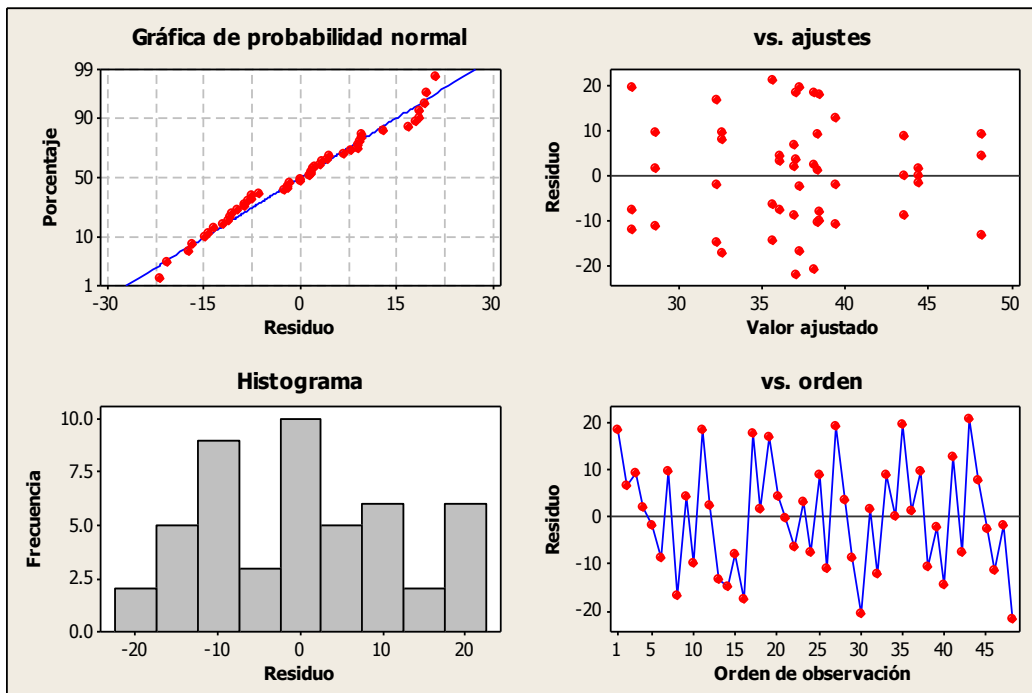 Gráfica de probabilidad normal
99
90
50
10
1
Porcentaje
-30 -15 0 15 30
Residuo
vs. ajustes
20
10
0
-10
-20
Residuo
30 35 40 45 50
Valor ajustado
Histograma
10.0
7.5
5.0
2.5
0.0
Frecuencia
-20 -10 0 10 20
Residuo
vs. orden
20
10
0
-10
-20
Residuo
1 5 10 15 20 25 30 35 40 45
Orden de observación